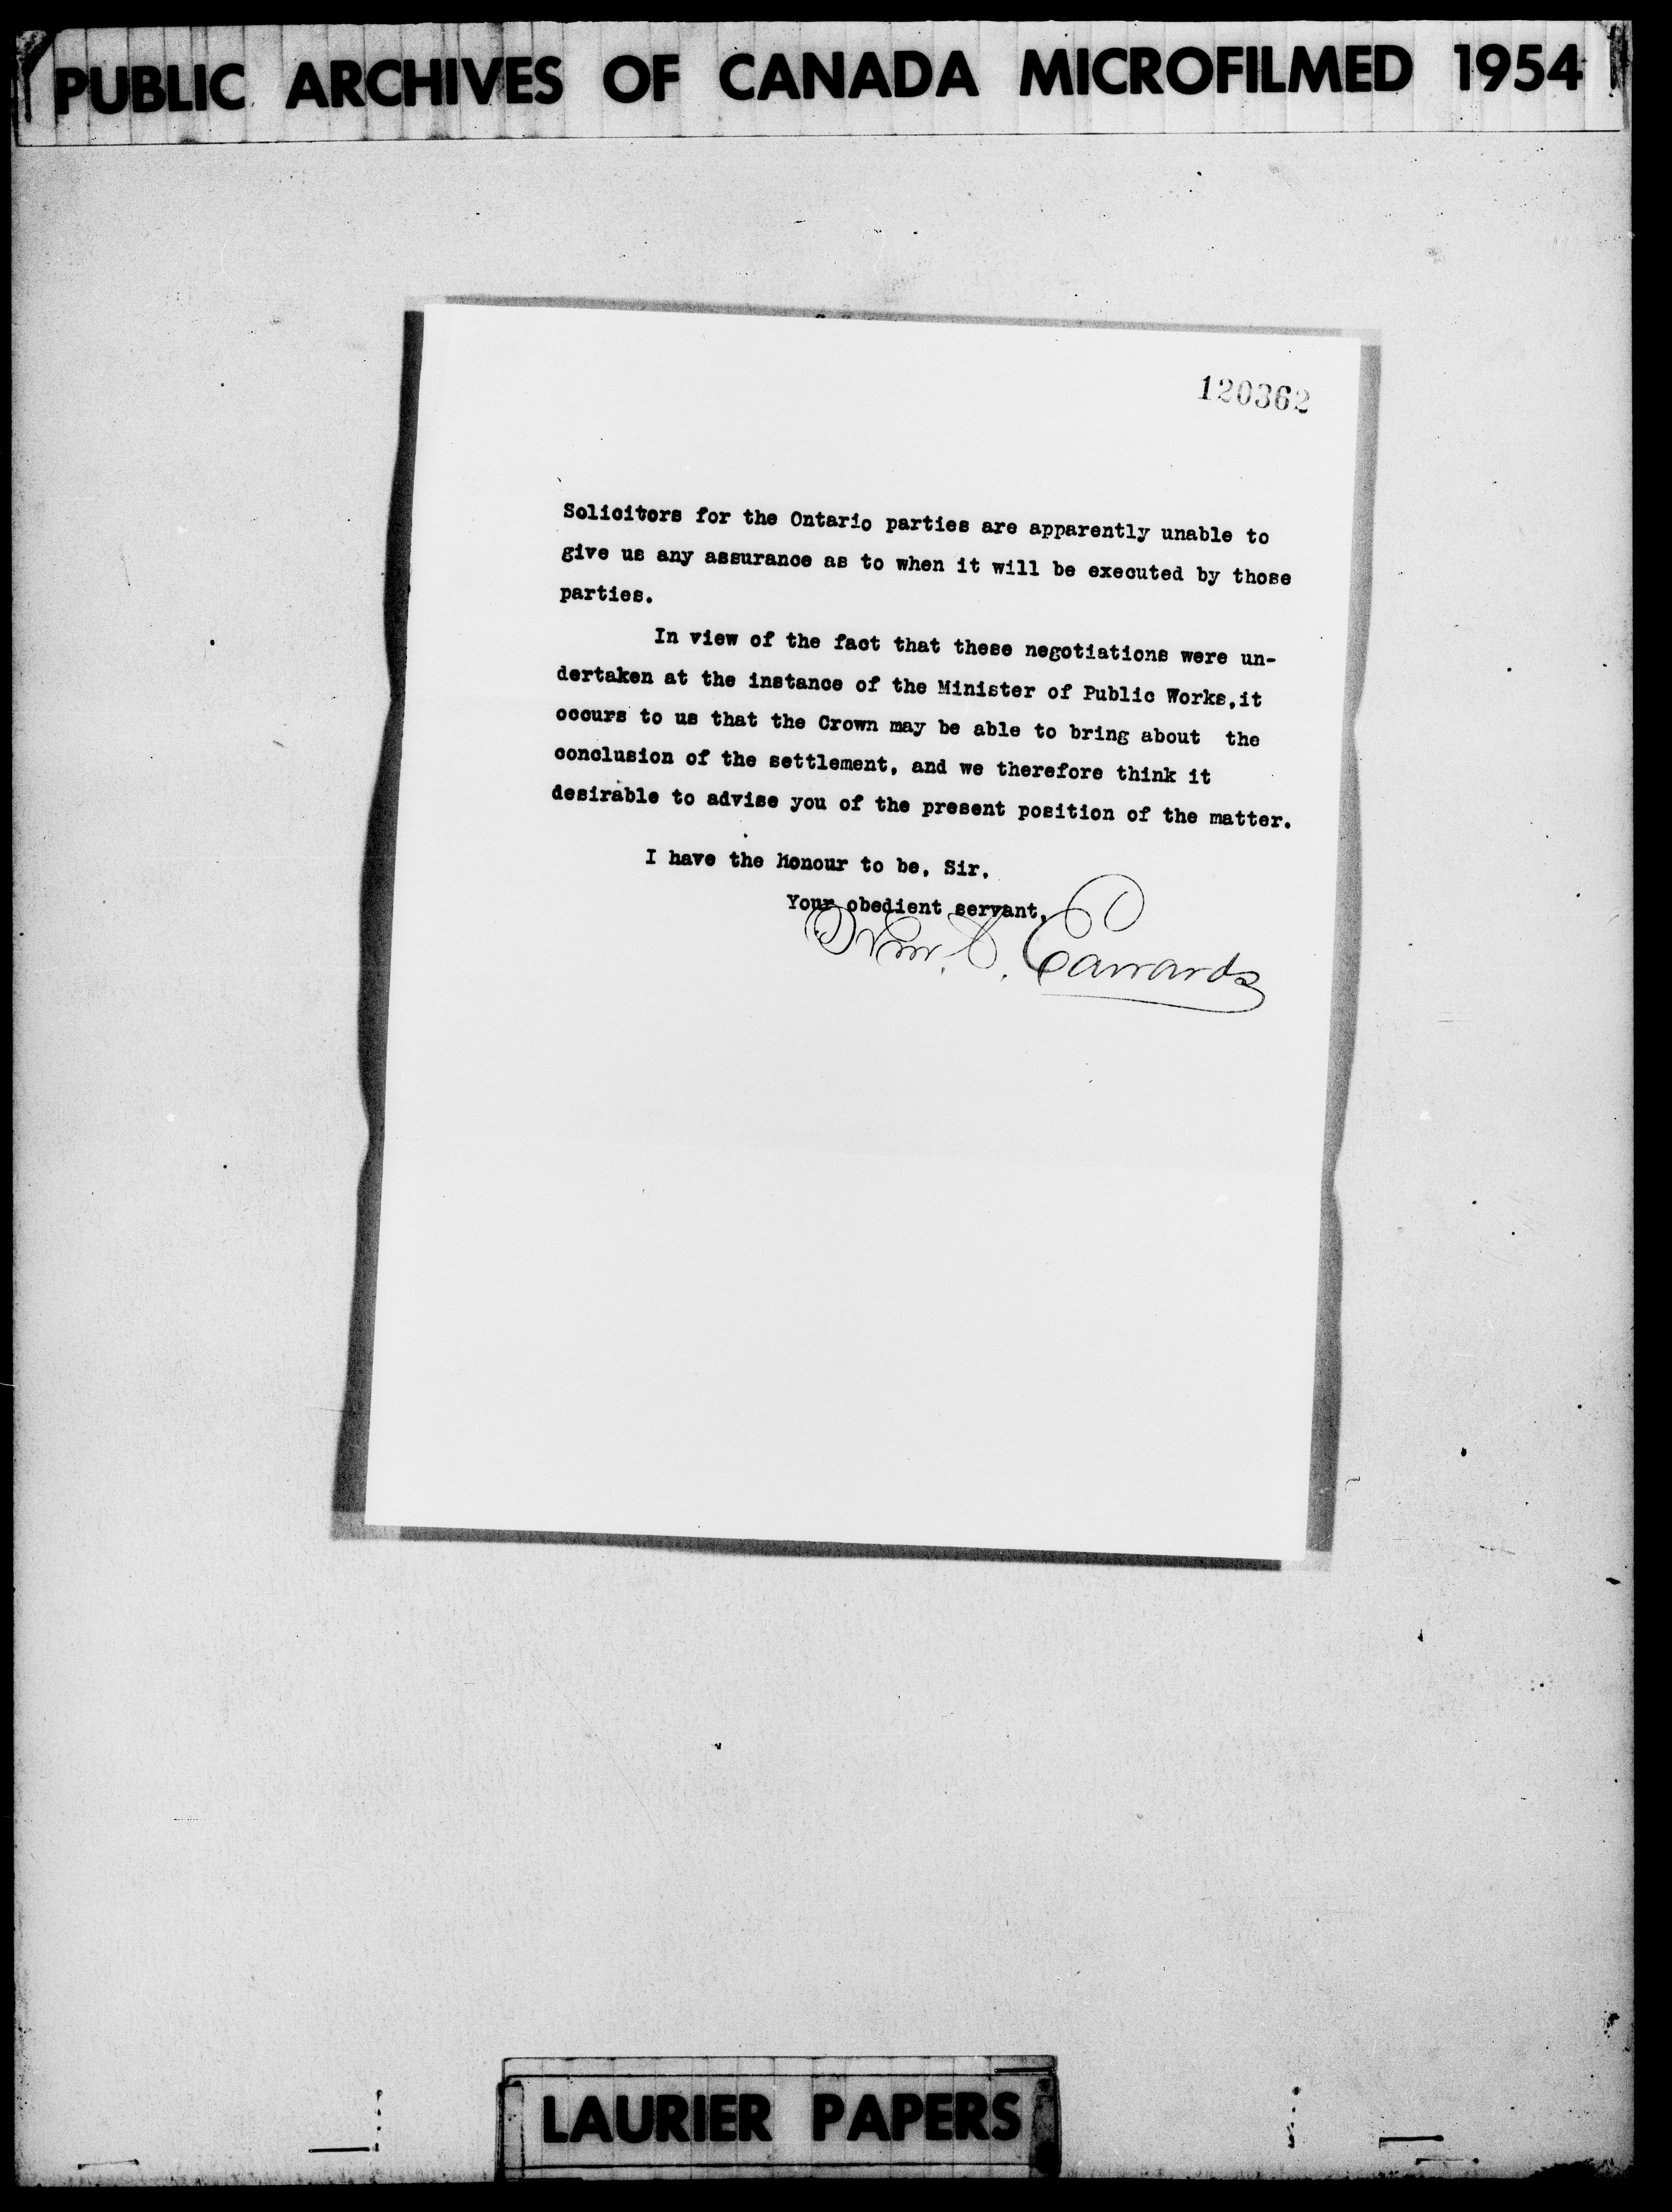 PUBLIC ARCHIVES OF CANADA MICROFILMED 1954
120362
Solicitors for the Ontario parties are apparently unable to
give us any assurance as to when it will be executed by those
parties.
In view of the fact that these negotiations were un-
dertaken at the instance of the Minister of Public Works,it
occurs to us that the Crown may be able to bring about the
conclusion of the settlement, and we therefore think it
desirable to advise you of the present position of the matter.
I have the honour to be, Sir,
Your obedient servant,
Edwards
LAURIER PAPERS